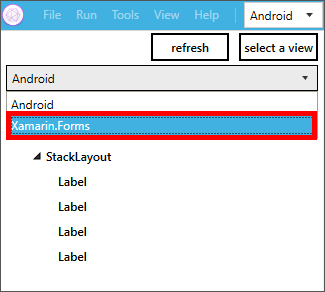 File Run Tools View Help Android
refresh select a view
Android
Android
Xamarin.Forms
StackLayout
Label
Label
Label
Label